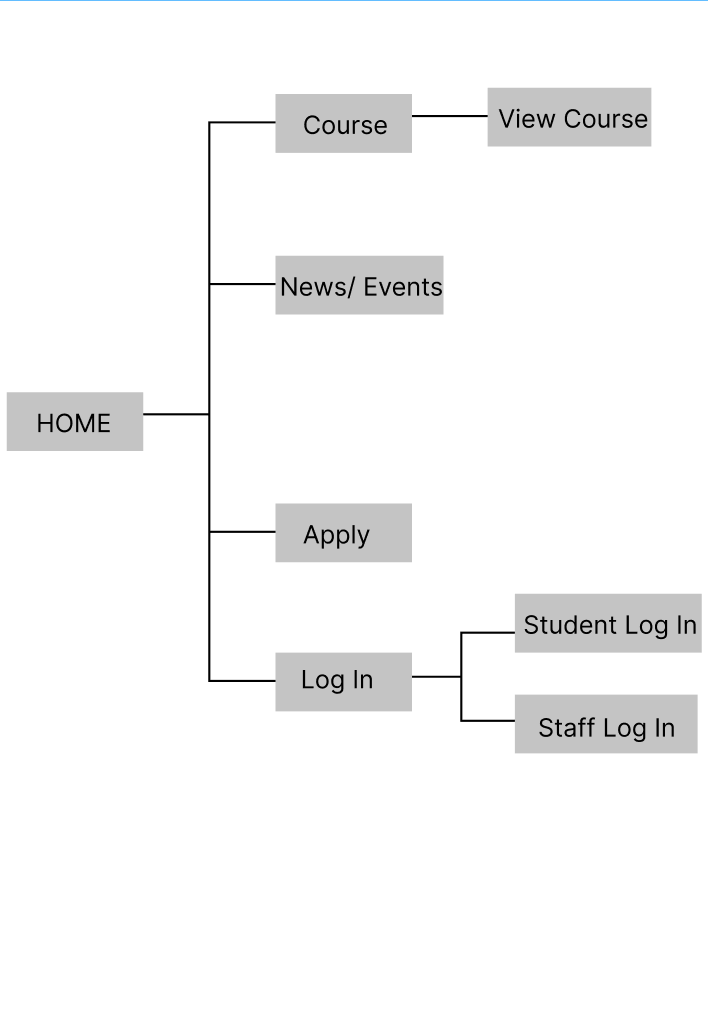 Course
View Course
News/ Events
HOME
Apply
Student Log In
Log In
Staff Log In